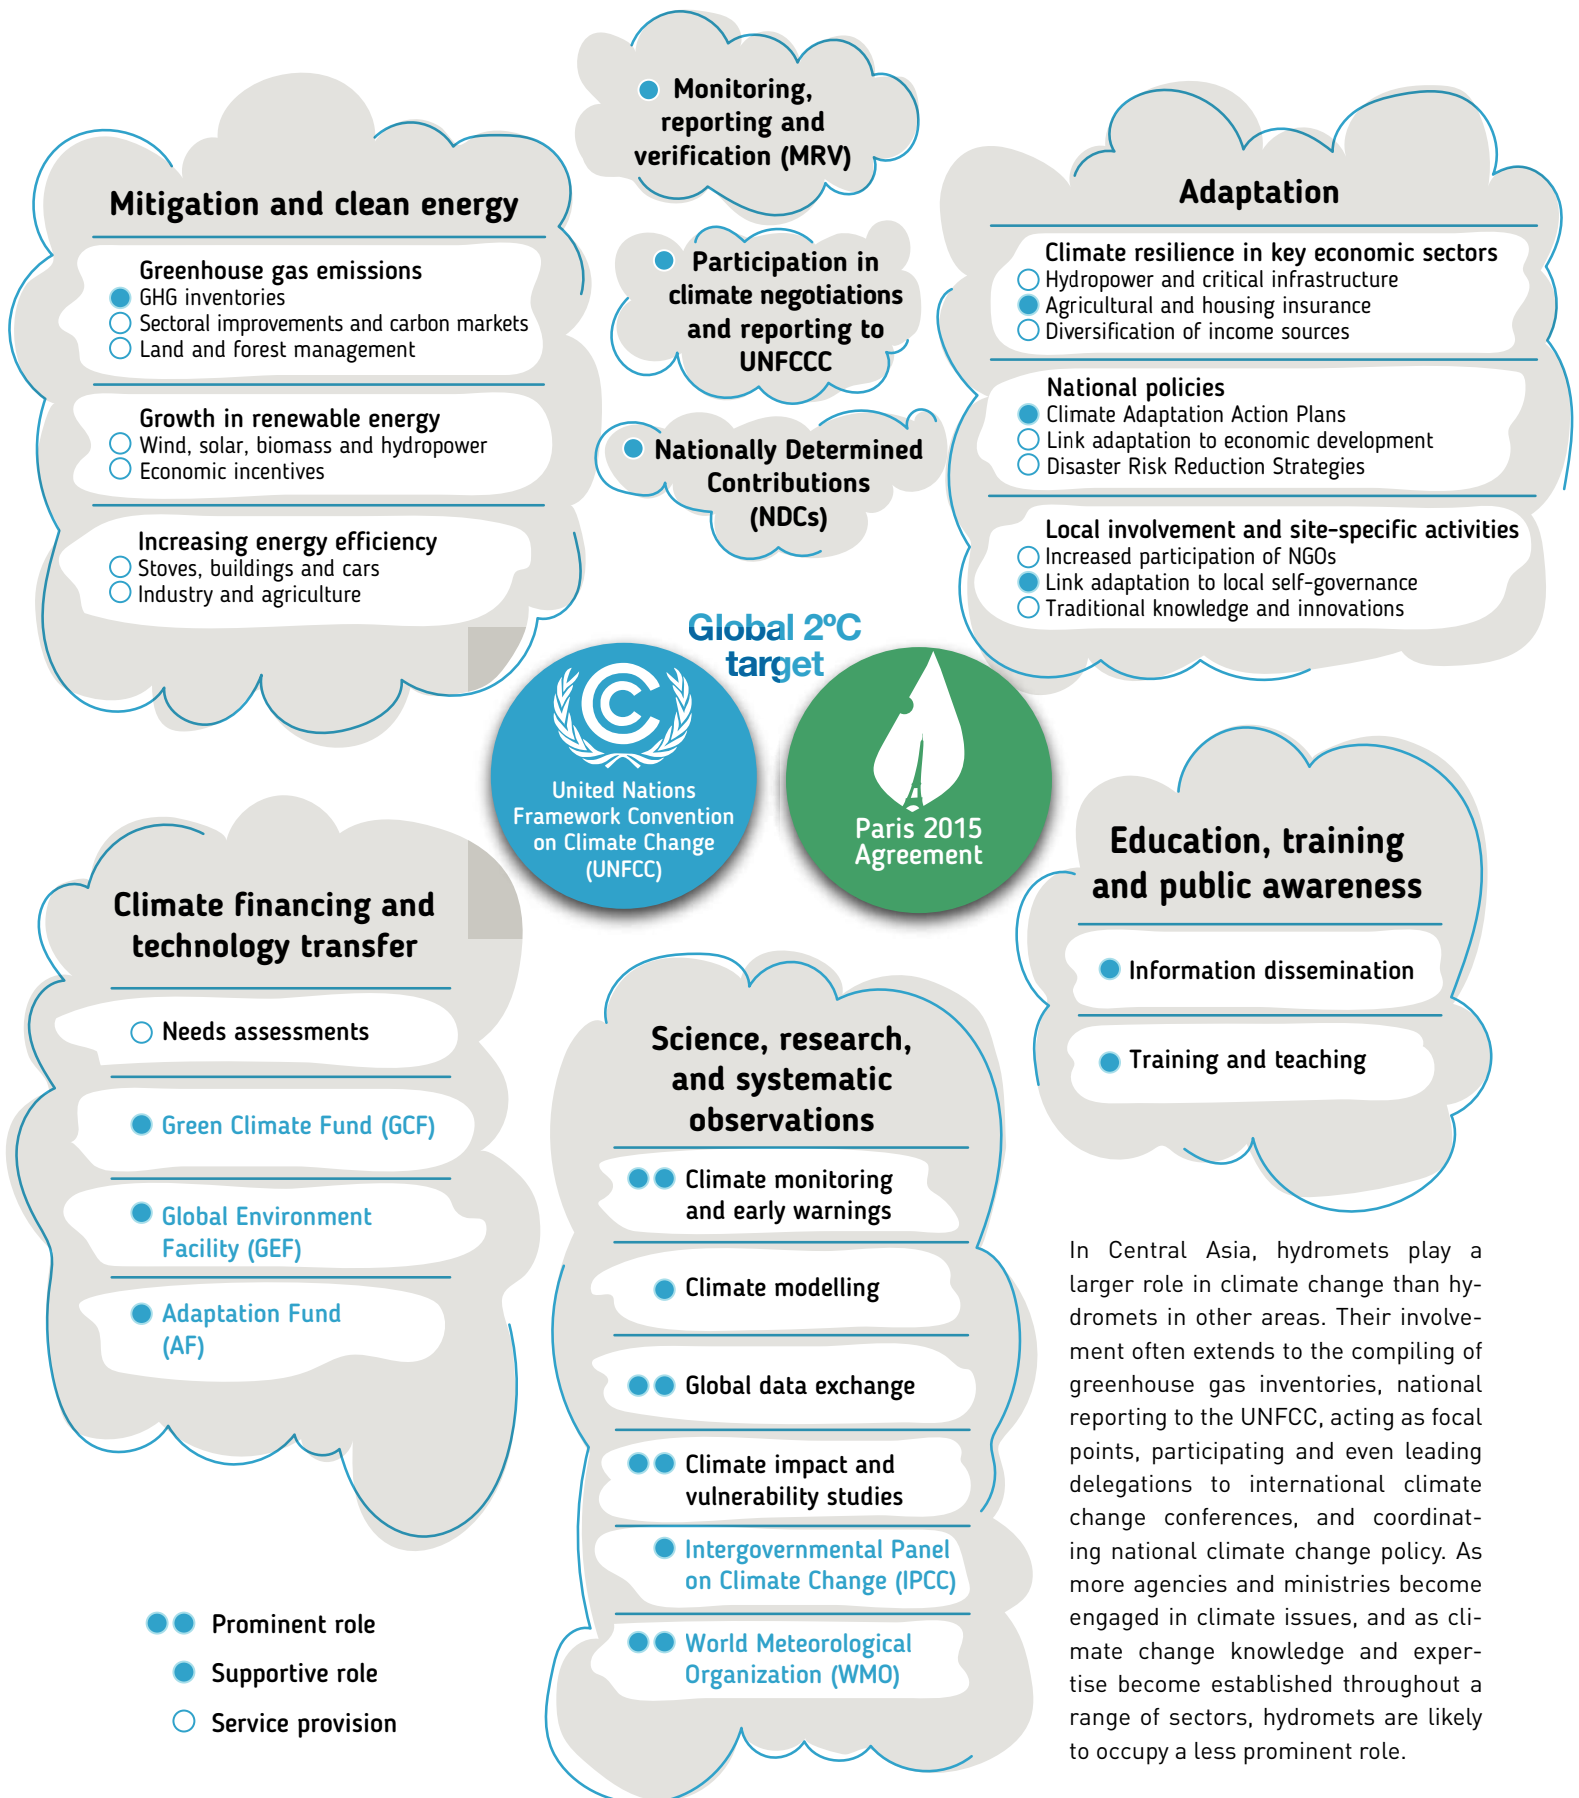 Monitoring,
reporting and
verification (MRV)
Participation in
climate negotiations
and reporting to
UNFCCC
Nationally Determined
Contributions
(NDCs)
Mitigation and clean energy
Greenhouse gas emissions
GHG inventories
Sectoral improvements and carbon markets
Land and forest management
Growth in renewable energy
Wind, solar, biomass and hydropower
Economic incentives
Increasing energy efficiency
Stoves, buildings and cars
Industry and agriculture
Adaptation
Climate resilience in key economic sectors
Hydropower and critical infrastructure
Agricultural and housing insurance
Diversification of income sources
National policies
Climate Adaptation Action Plans
Link adaptation to economic development
Disaster Risk Reduction Strategies
Local involvement and site-specific activities
Increased participation of NGOs
Link adaptation to local self-governance
Traditional knowledge and innovations
Global 2ºC
target
United Nations
Framework Convention
on Climate Change
(UNFCC)
Paris 2015
Agreement
Climate financing and
technology transfer
Needs assessments
Green Climate Fund (GCF)
Global Environment
Facility (GEF)
Adaptation Fund
(AF)
Science, research,
and systematic
observations
Climate monitoring
and early warnings
Climate modelling
Global data exchange
Climate impact and
vulnerability studies
Intergovernmental Panel
on Climate Change (IPCC)
World Meteorological
Organization (WMO)
Education, training
and public awareness
Information dissemination
Training and teaching
Prominent role
Supportive role
Service provision
In Central Asia, hydromets play a
larger role in climate change than hy-
dromets in other areas. Their involve-
ment often extends to the compiling of
greenhouse gas inventories, national
reporting to the UNFCC, acting as focal
points, participating and even leading
delegations to international climate
change conferences, and coordinat-
ing national climate change policy. As
more agencies and ministries become
engaged in climate issues, and as cli-
mate change knowledge and exper-
tise become established throughout a
range of sectors, hydromets are likely
to occupy a less prominent role.